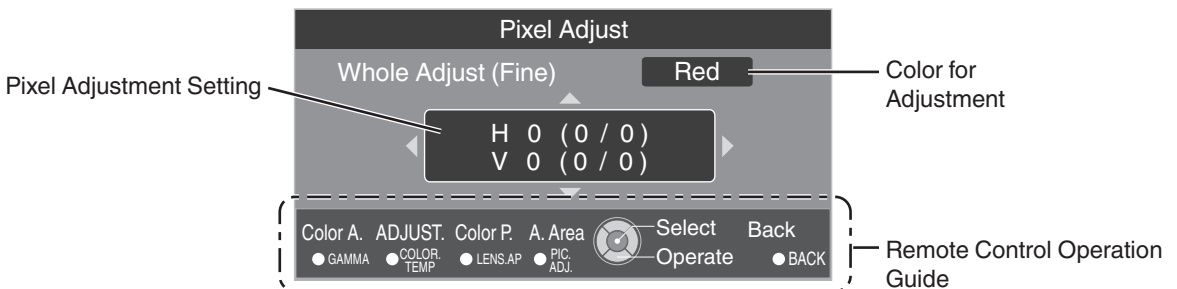 Pixel Adjust
Whole Adjust (Fine)
Red
Pixel Adjustment Setting
Color for
Adjustment
H 0 (0 / 0)
V 0 (0 / 0)
Color A. ADJUST. Color P. A. Area
GAMMA COLOR. TEMP LENS.AP PIC. ADJ.
Select
Operate
Back
BACK
Remote Control Operation
Guide